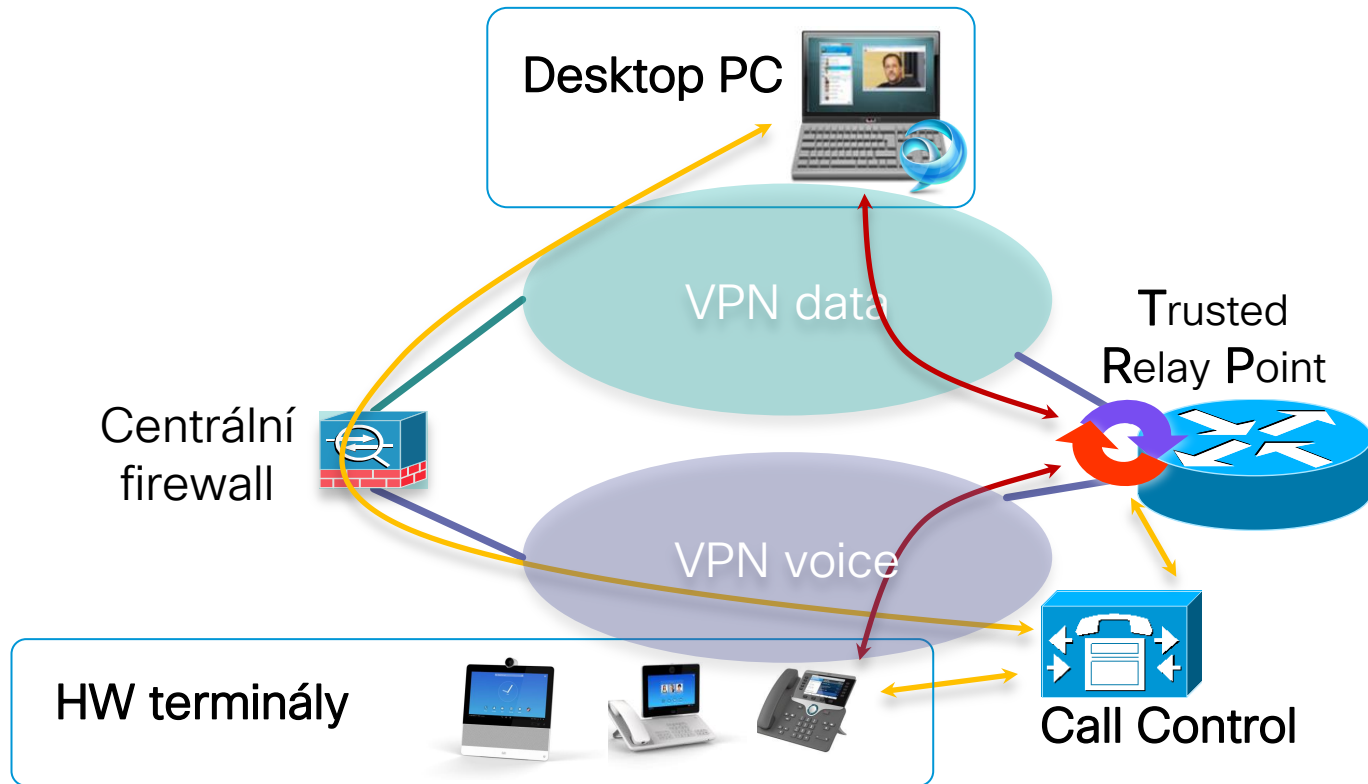 Desktop PC
VPN data
Trusted
Relay Point
Centrální
firewall
VPN voice
HW terminály
Call Control